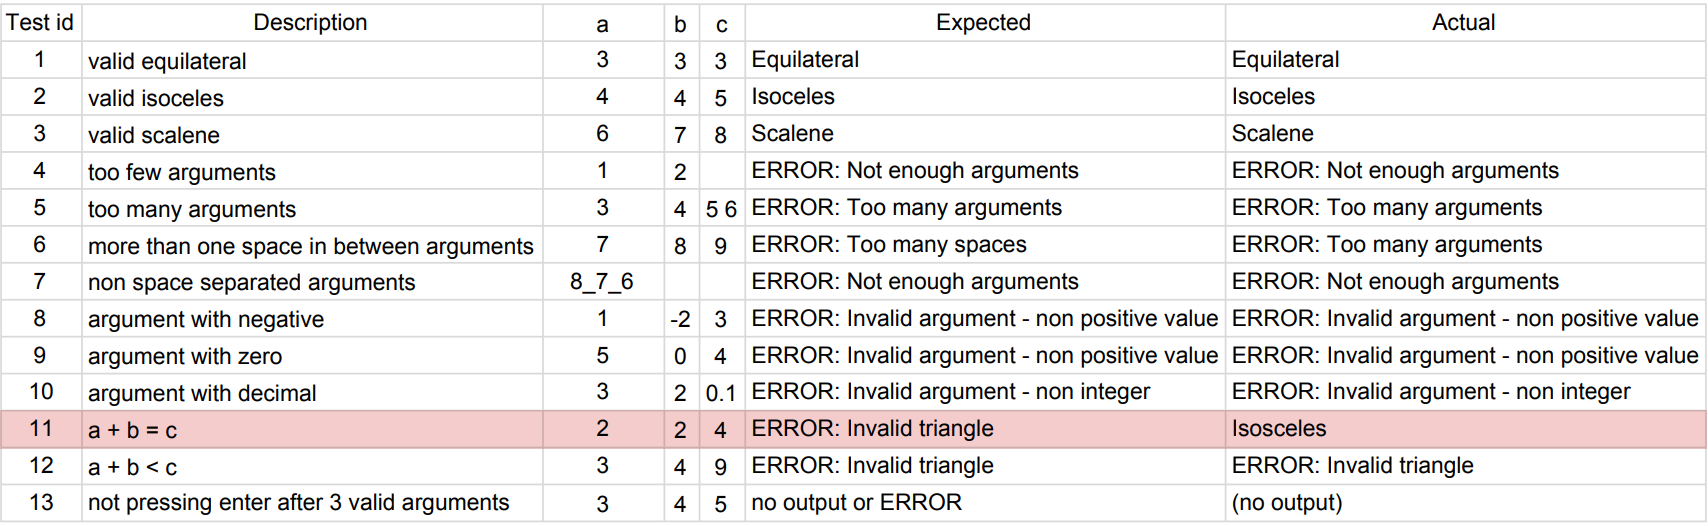 Test id Description a b c Expected Actual
1 valid equilateral 3 3 3 Equilateral Equilateral
2 valid isoceles 4 4 5 Isoceles Isoceles
3 valid scalene 6 7 8 Scalene Scalene
4 too few arguments 1 2 ERROR: Not enough arguments ERROR: Not enough arguments
5 too many arguments 3 4 5 6 ERROR: Too many arguments ERROR: Too many arguments
6 more than one space in between arguments 7 8 9 ERROR: Too many spaces ERROR: Too many arguments
7 non space separated arguments 8_7_6 ERROR: Not enough arguments ERROR: Not enough arguments
8 argument with negative 1 -2 3 ERROR: Invalid argument - non positive value ERROR: Invalid argument - non positive value
9 argument with zero 5 0 4 ERROR: Invalid argument - non positive value ERROR: Invalid argument - non positive value
10 argument with decimal 3 2 0.1 ERROR: Invalid argument - non integer ERROR: Invalid argument - non integer
11 a + b = c 2 2 4 ERROR: Invalid triangle Isosceles
12 a + b < c 3 4 9 ERROR: Invalid triangle ERROR: Invalid triangle
13 not pressing enter after 3 valid arguments 3 4 5 no output or ERROR (no output)